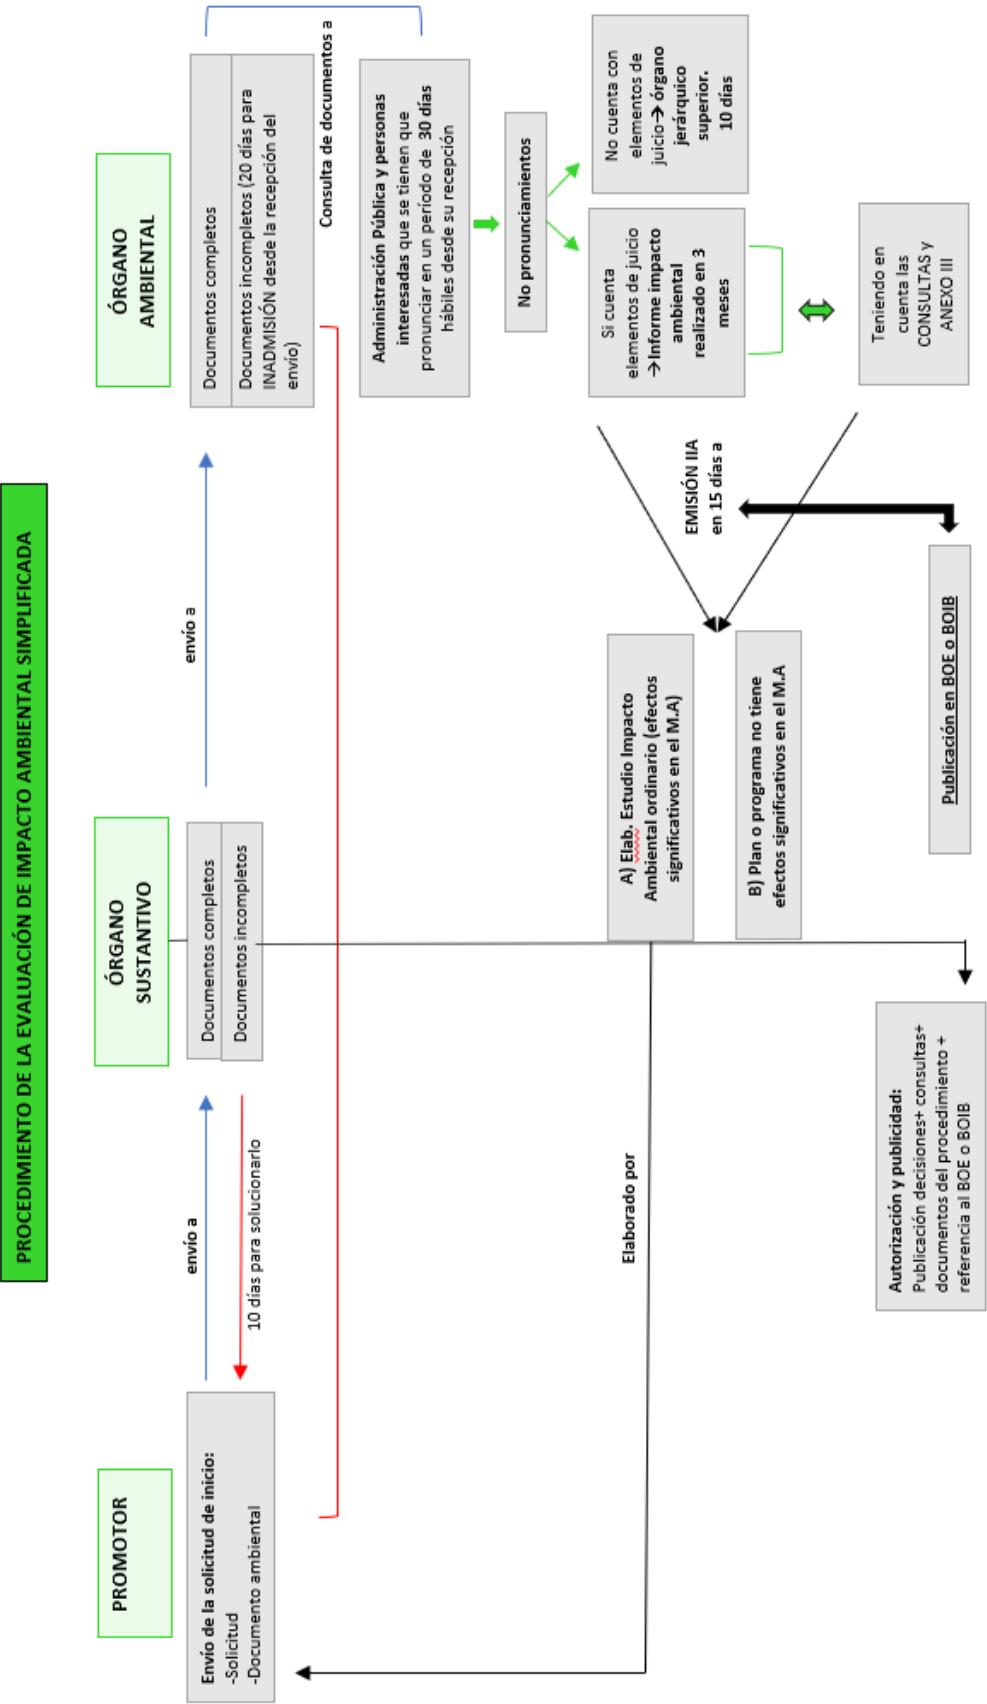 PROCEDIMIENTO DE LA EVALUACIÓN DE IMPACTO AMBIENTAL SIMPLIFICADA
PROMOTOR
ÓRGANO
SUSTANTIVO
ÓRGANO
AMBIENTAL
Envío de la solicitud de inicio:
-Solicitud
-Documento ambiental
envío a
10 días para solucionarlo
Documentos completos
Documentos incompletos
envío a
Documentos completos
Documentos incompletos (20 días para
INADMISIÓN desde la recepción del
envío)
Consulta de documentos a
Administración Pública y personas
interesadas que se tienen que
pronunciar en un período de 30 días
hábiles desde su recepción
No pronunciamientos
Si cuenta
elementos de juicio
→Informe impacto
ambiental
realizado en 3
meses
No cuenta con
elementos de
juicio→ órgano
jerárquico
superior.
10 días
Teniendo en
cuenta las
CONSULTAS y
ANEXO III
EMISIÓN IIA
en 15 días a
A) Elab. Estudio Impacto
Ambiental ordinario (efectos
significativos en el M.A)
B) Plan o programa no tiene
efectos significativos en el M.A
Elaborado por
Publicación en BOE o BOIB
Autorización y publicidad:
Publicación decisiones+ consultas+
documentos del procedimiento +
referencia al BOE o BOIB